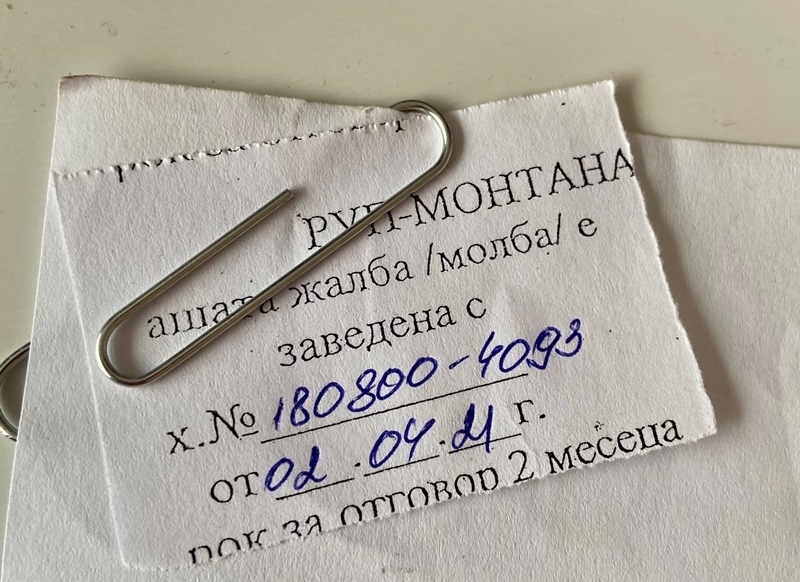 РУП-МОНТАНА
ашата жалба /молба/ е
заведена с
х.№ 180800-4093
от 02.04.21 г.
рок за отговор 2 месеца